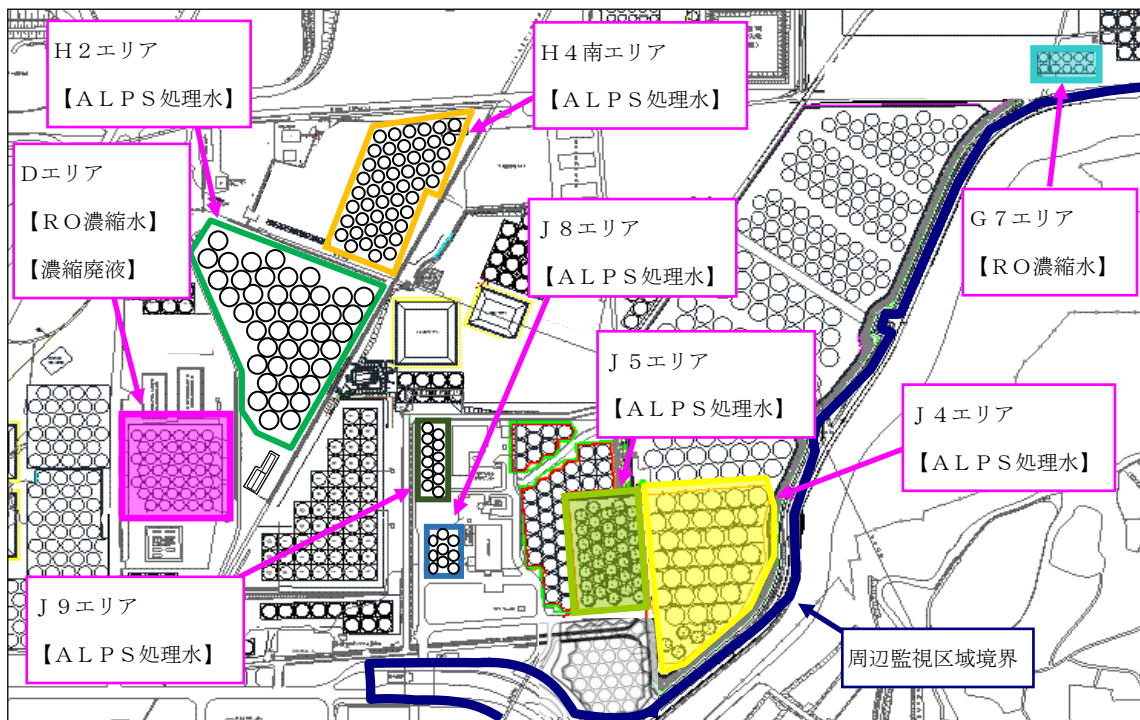 H2エリア
【ALPS処理水】
H4南エリア
【ALPS処理水】
Dエリア
【RO濃縮水】
【濃縮廃液】
J8エリア
【ALPS処理水】
G7エリア
【RO濃縮水】
J5エリア
【ALPS処理水】
J4エリア
【ALPS処理水】
J9エリア
【ALPS処理水】
周辺監視区域境界